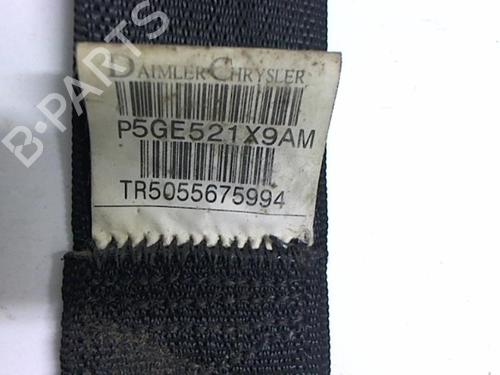 DAIMLERCHRYSLER
P5GE521X9AM
TR5055675994
B-PARTS